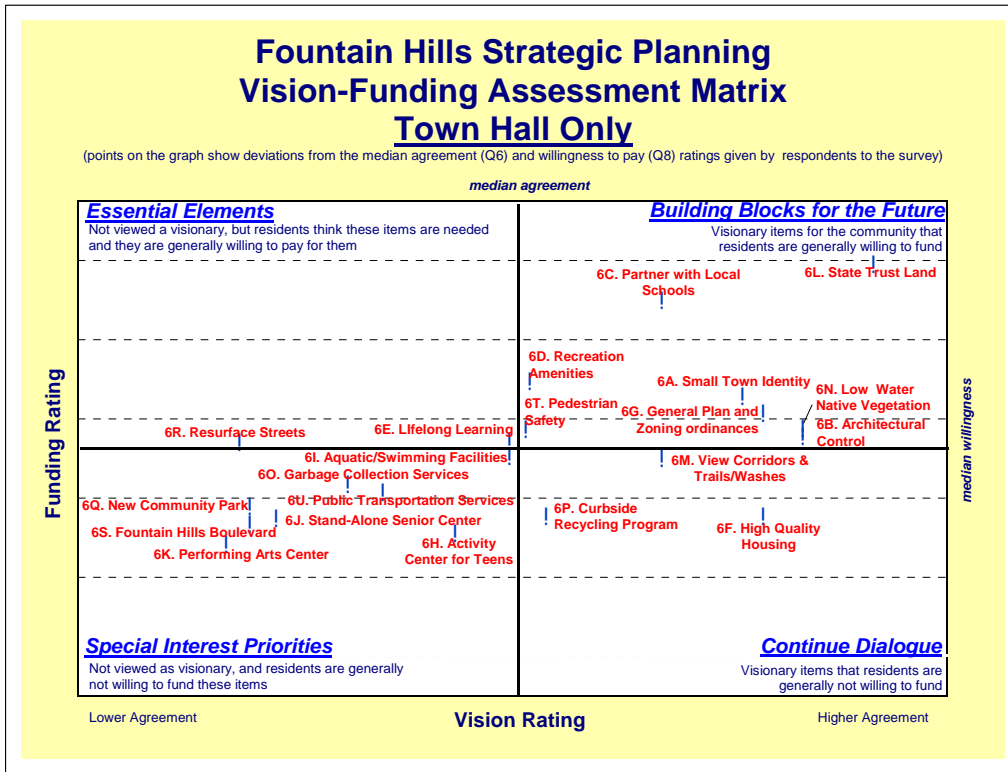 Fountain Hills Strategic Planning
Vision-Funding Assessment Matrix
Town Hall Only
(points on the graph show deviations from the median agreement (Q6) and willingness to pay (Q8) ratings given by respondents to the survey)
median agreement
Essential Elements
Not viewed a visionary, but residents think these items are needed
and they are generally willing to pay for them
Building Blocks for the Future
Visionary items for the community that
residents are generally willing to fund
6C. Partner with Local
Schools
6L. State Trust Land
6D. Recreation
Amenities
6A. Small Town Identity
6N. Low Water
Native Vegetation
6T. Pedestrian
Safety
6G. General Plan and
Zoning ordinances
6B. Architectural
Control
6R. Resurface Streets
6E. LIfelong Learning
6I. Aquatic/Swimming Facilities
6M. View Corridors &
Trails/Washes
6O. Garbage Collection Services
6U. Public Transportation Services
6Q. New Community Park
6J. Stand-Alone Senior Center
6S. Fountain Hills Boulevard
6K. Performing Arts Center
6H. Activity
Center for Teens
6P. Curbside
Recycling Program
6F. High Quality
Housing
Funding Rating
median willingness
Special Interest Priorities
Not viewed as visionary, and residents are generally
not willing to fund these items
Continue Dialogue
Visionary items that residents are
generally not willing to fund
Lower Agreement
Vision Rating
Higher Agreement